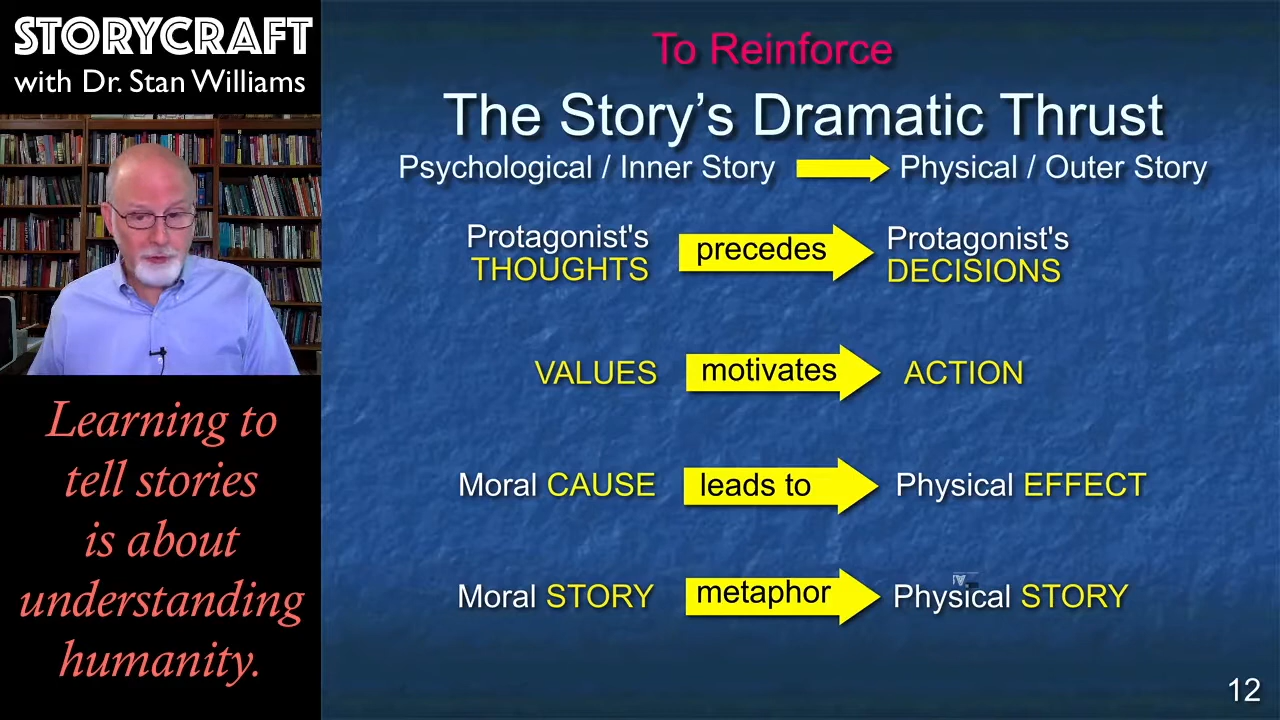 STORYCRAFT
with Dr. Stan Williams
Learning to
tell stories
is about
understanding
humanity.
To Reinforce
The Story’s Dramatic Thrust
Psychological / Inner Story Physical / Outer Story
Protagonist's THOUGHTS precedes Protagonist's DECISIONS
VALUES motivates ACTION
Moral CAUSE leads to Physical EFFECT
Moral STORY metaphor Physical STORY
12